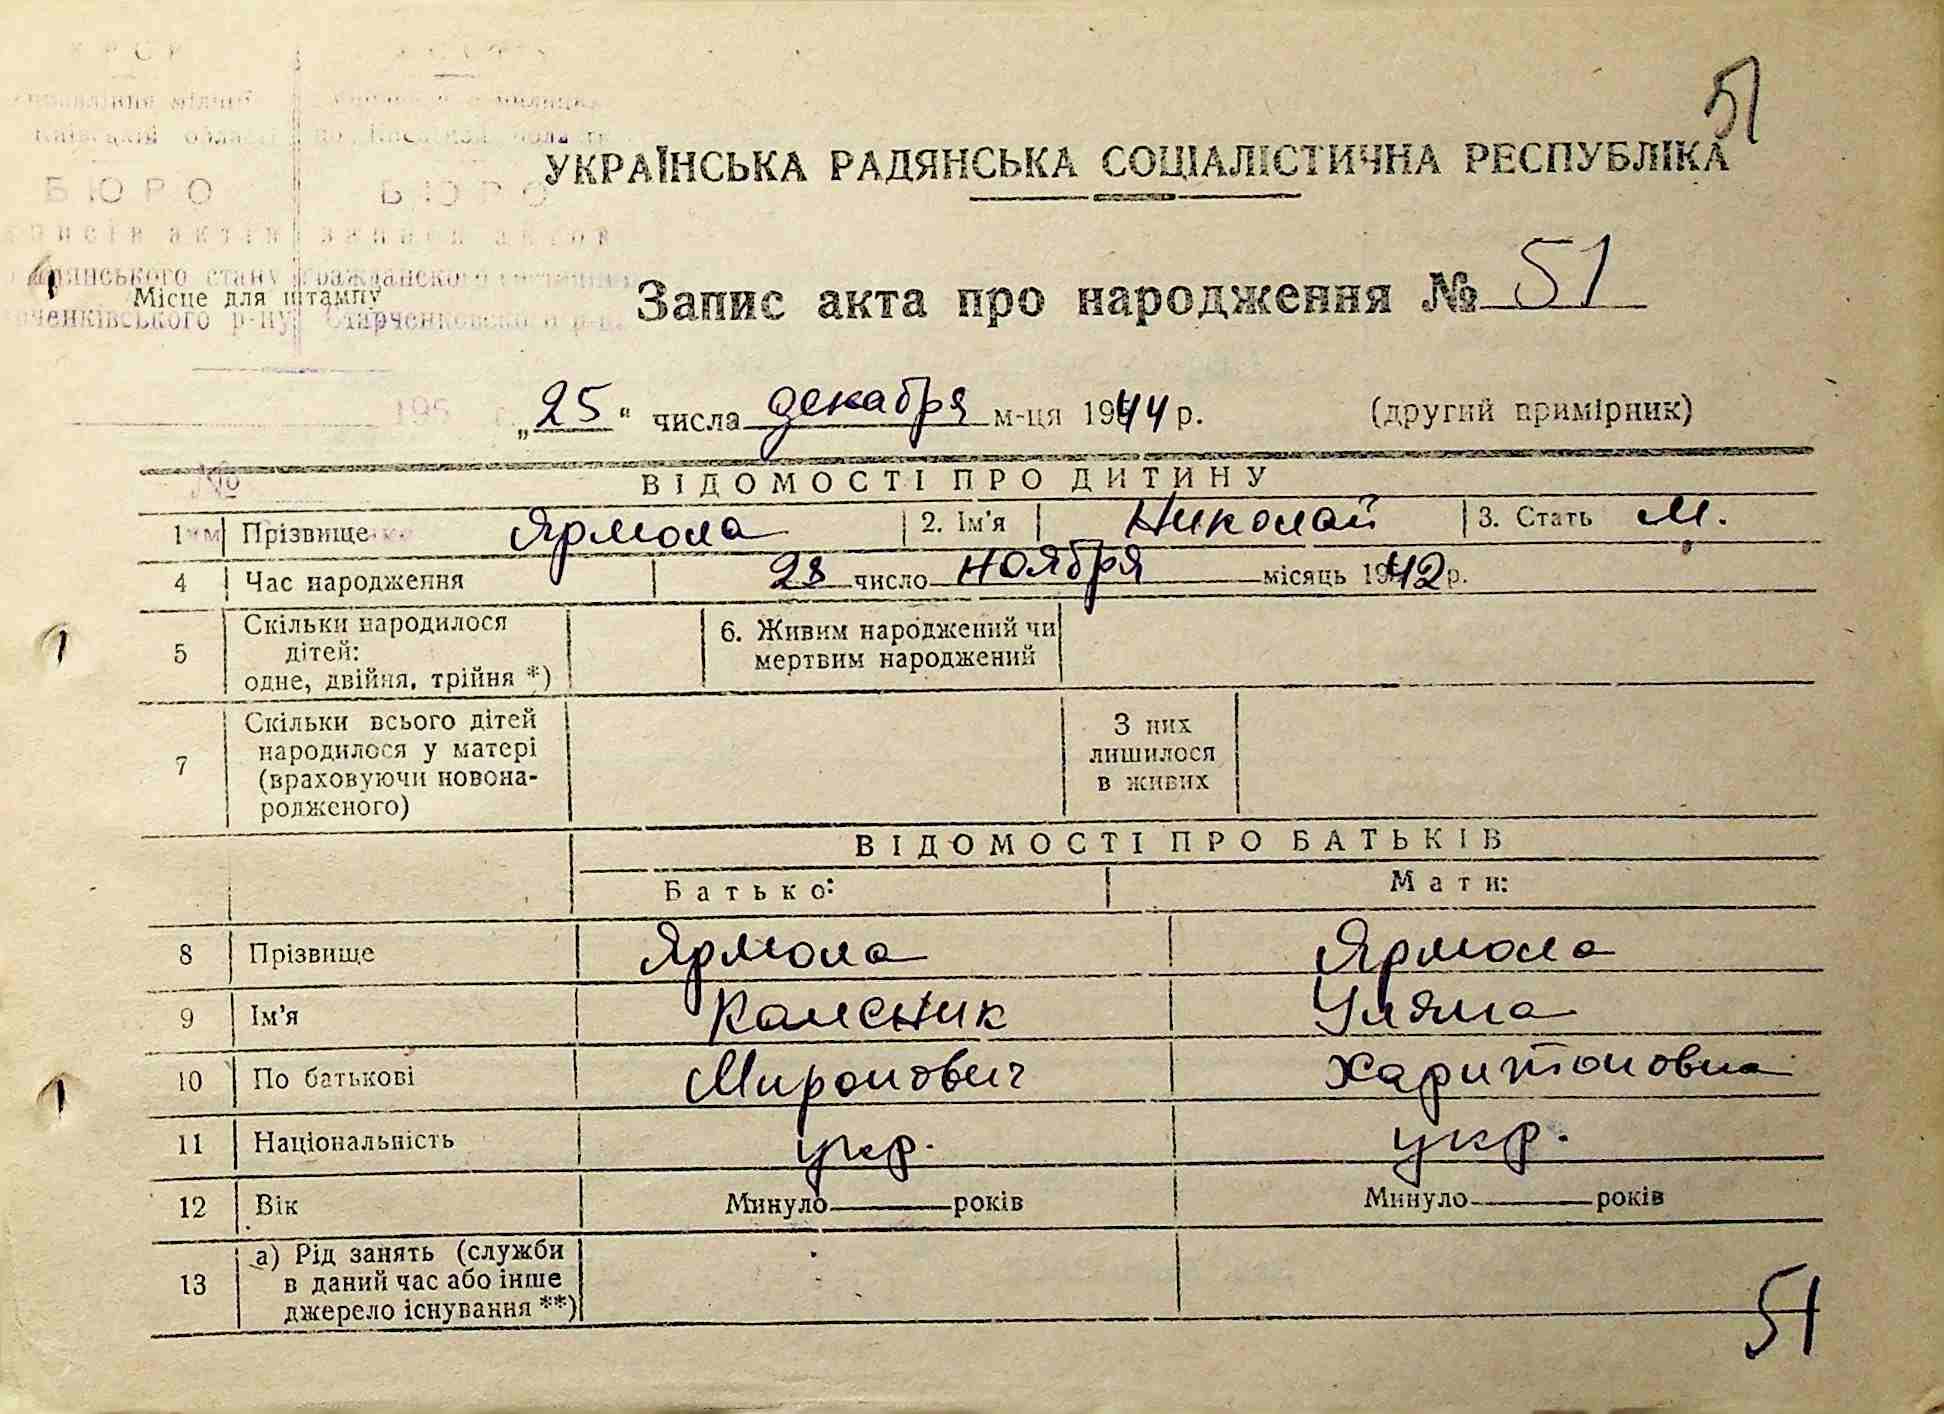 51
УКРАЇНСЬКА РАДЯНСЬКА СОЦІАЛІСТИЧНА РЕСПУБЛІКА
БЮРО БЮРО
Місце для штампу
Запис акта про народження № 51
„25“ числа декабря м-ця 1944 р. (другий примірник)
№
ВІДОМОСТІ ПРО ДИТИНУ
1 Прізвище Ярмола 2. Ім'я Николай 3. Стать М.
4 Час народження 28 число ноября місяць 1942 р.
5 Скільки народилося дітей: одне, двійня, трійня *) 6. Живим народжений чи мертвим народжений
7 Скільки всього дітей народилося у матері (враховуючи новонародженого) З них лишилося в живих
ВІДОМОСТІ ПРО БАТЬКІВ
Батько: Мати:
8 Прізвище Ярмола Ярмола
9 Ім'я Каленик Уляна
10 По батькові Миронович Харитоновна
11 Національність укр. укр.
12 Вік Минуло років Минуло років
13 а) Рід занять (служби в даний час або інше джерело існування **)
51